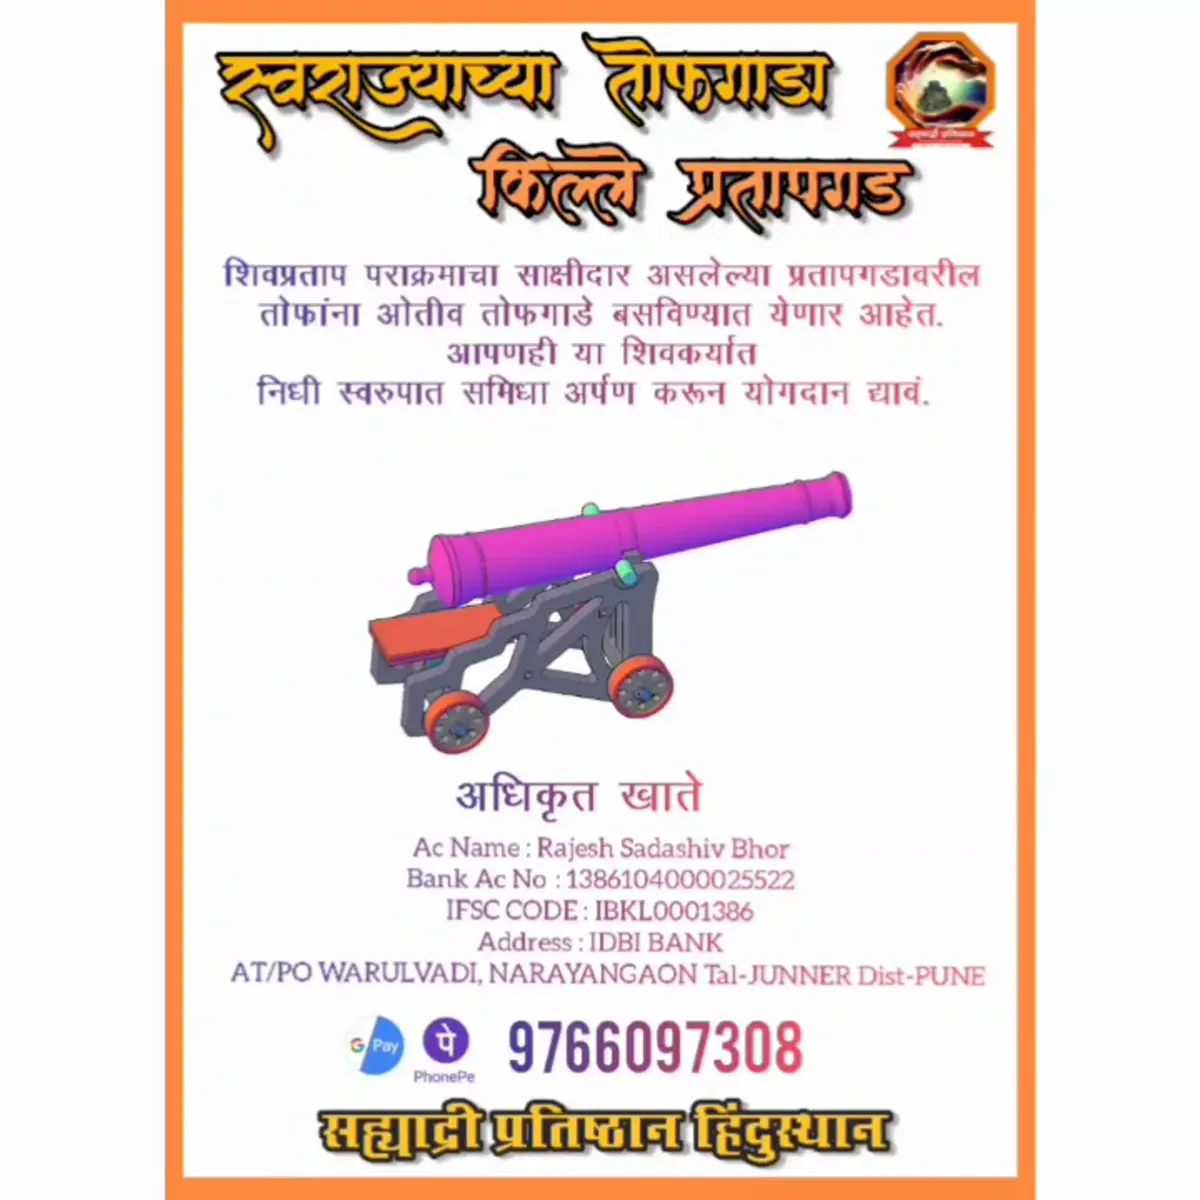 स्वराज्याच्या तोफगाडा
किल्ले प्रतापगड
सह्याद्री प्रतिष्ठान
शिवप्रताप पराक्रमाचा साक्षीदार असलेल्या प्रतापगडावरील
तोफांना ओतीव तोफगाडे बसविण्यात येणार आहेत.
आपणही या शिवकर्यात
निधी स्वरुपात समिधा अर्पण करून योगदान द्यावं.
अधिकृत खाते
Ac Name : Rajesh Sadashiv Bhor
Bank Ac No : 1386104000025522
IFSC CODE : IBKL0001386
Address : IDBI BANK
AT/PO WARULVADI, NARAYANGAON Tal-JUNNER Dist-PUNE
G Pay पे PhonePe 9766097308
सह्याद्री प्रतिष्ठान हिंदुस्थान